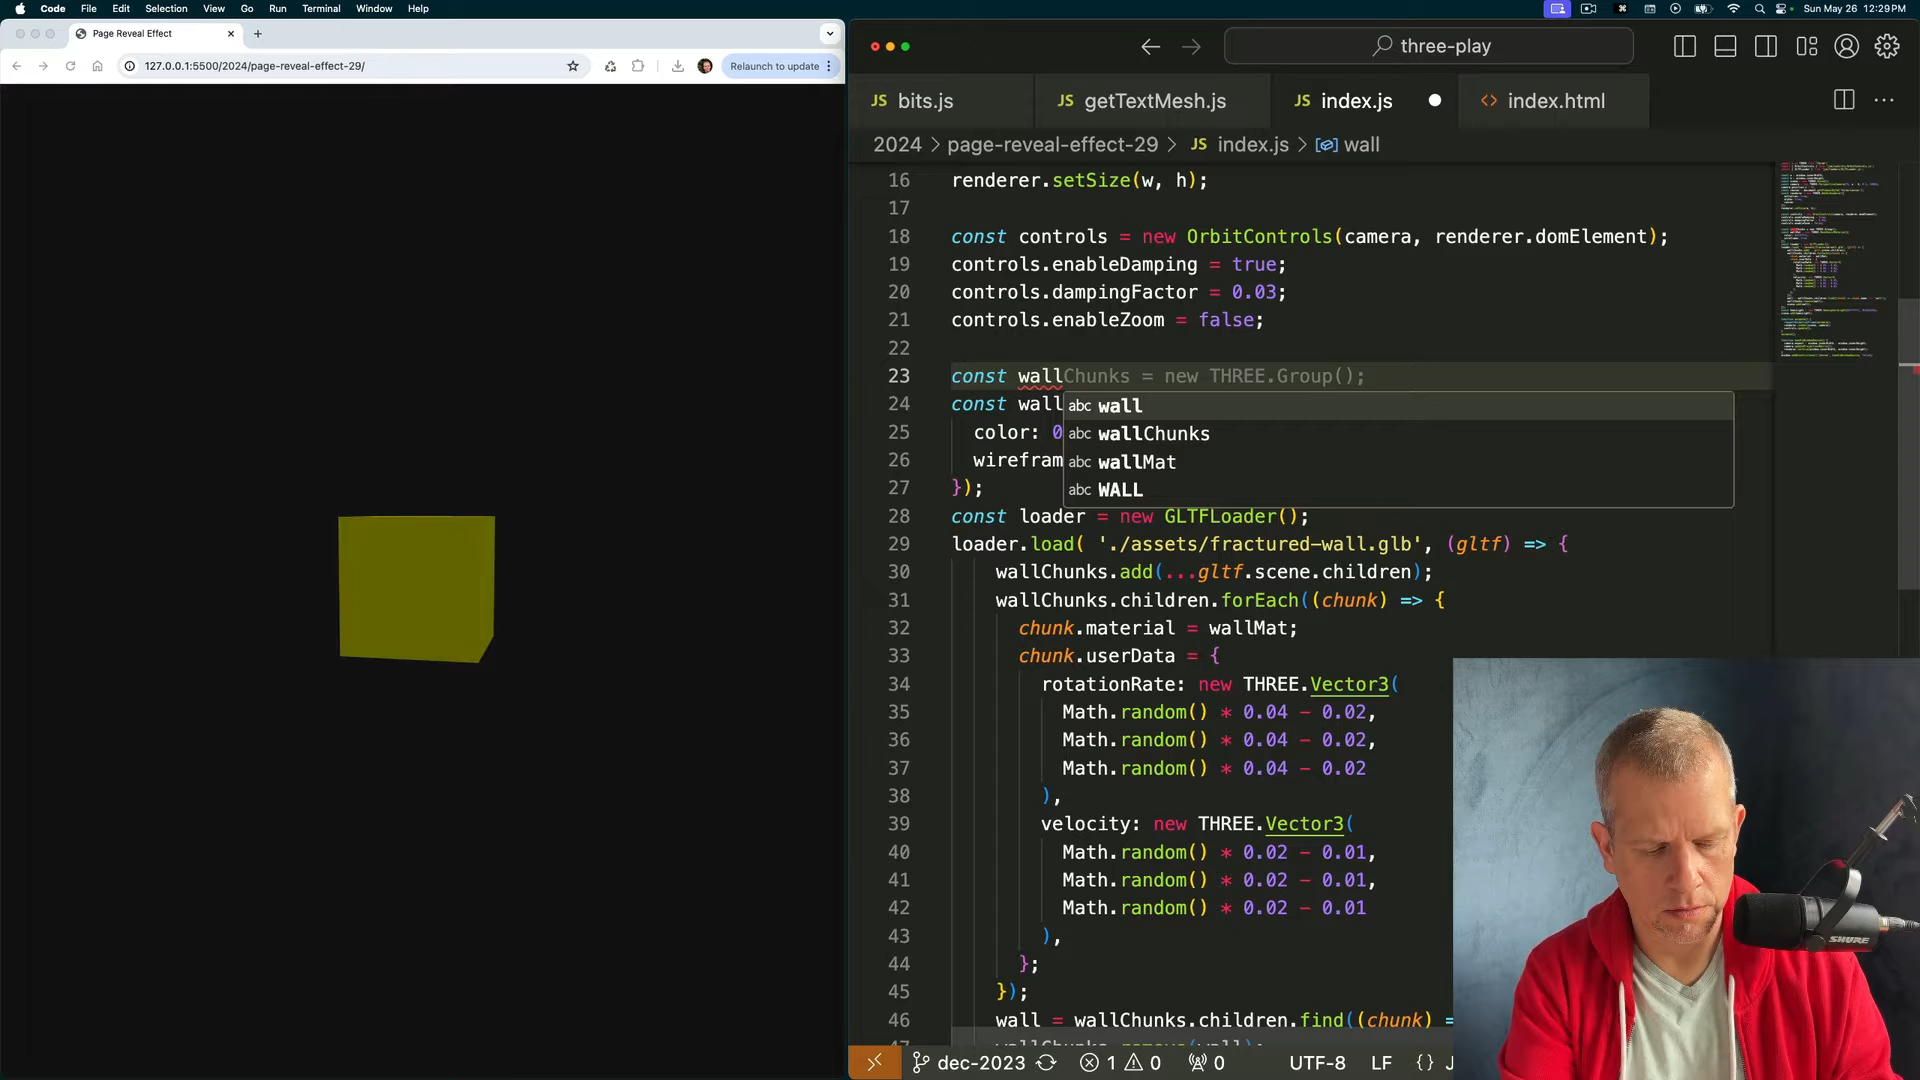 Code File Edit Selection View Go Run Terminal Window Help
Sun May 26 12:29 PM
Page Reveal Effect
127.0.0.1:5500/2024/page-reveal-effect-29/
Relaunch to update
three-play
JS bits.js
JS getTextMesh.js
JS index.js
<> index.html
2024 > page-reveal-effect-29 > JS index.js > wall
16 renderer.setSize(w, h);
17
18 const controls = new OrbitControls(camera, renderer.domElement);
19 controls.enableDamping = true;
20 controls.dampingFactor = 0.03;
21 controls.enableZoom = false;
22
23 const wallChunks = new THREE.Group();
24 const wall
abc wall
25 color: 0
abc wallChunks
26 wirefram
abc wallMat
27 });
abc WALL
28 const loader = new GLTFLoader();
29 loader.load( './assets/fractured-wall.glb', (gltf) => {
30 wallChunks.add(...gltf.scene.children);
31 wallChunks.children.forEach((chunk) => {
32 chunk.material = wallMat;
33 chunk.userData = {
34 rotationRate: new THREE.Vector3(
35 Math.random() * 0.04 - 0.02,
36 Math.random() * 0.04 - 0.02,
37 Math.random() * 0.04 - 0.02
38 ),
39 velocity: new THREE.Vector3(
40 Math.random() * 0.02 - 0.01,
41 Math.random() * 0.02 - 0.01,
42 Math.random() * 0.02 - 0.01
43 ),
44 };
45 });
46 wall = wallChunks.children.find((chunk) =
dec-2023 1 0 0 UTF-8 LF {} J
SHURE